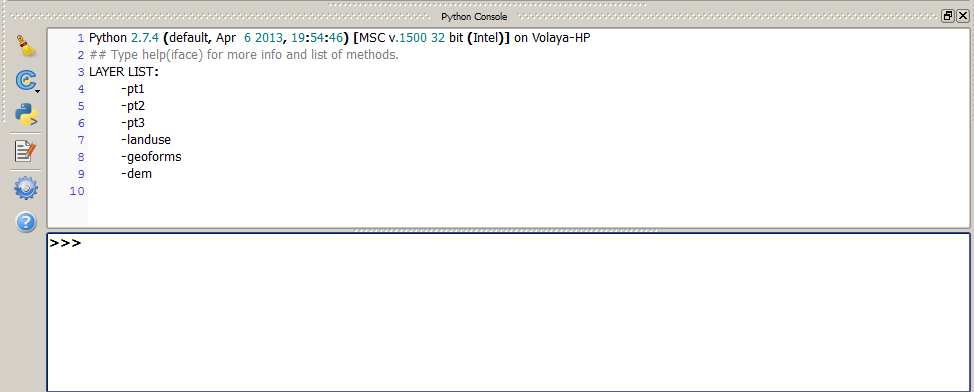 Python Console
1 Python 2.7.4 (default, Apr  6 2013, 19:54:46) [MSC v.1500 32 bit (Intel)] on Volaya-HP
2 ## Type help(iface) for more info and list of methods.
3 LAYER LIST:
4 -pt1
5 -pt2
6 -pt3
7 -landuse
8 -geoforms
9 -dem
10
>>>